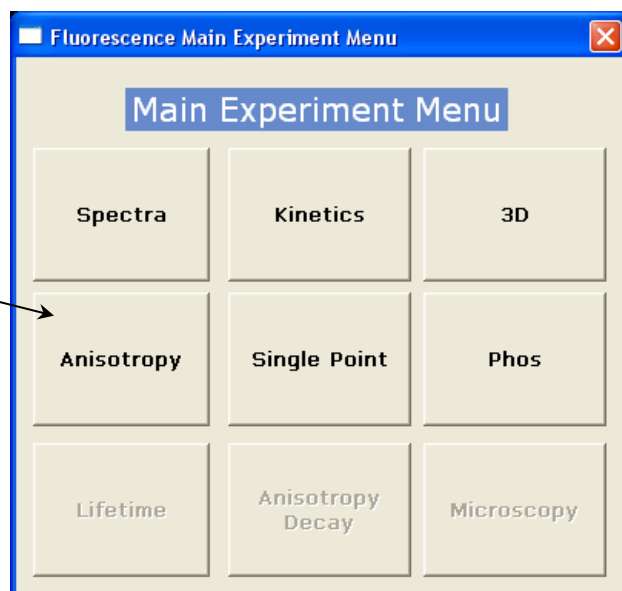 Fluorescence Main Experiment Menu
Main Experiment Menu
Spectra
Kinetics
3D
Anisotropy
Single Point
Phos
Lifetime
Anisotropy
Decay
Microscopy